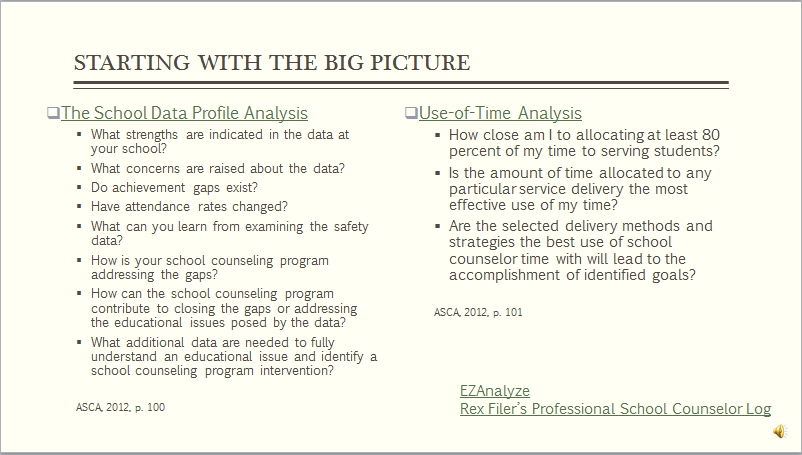 STARTING WITH THE BIG PICTURE
The School Data Profile Analysis
▪ What strengths are indicated in the data at
your school?
▪ What concerns are raised about the data?
▪ Do achievement gaps exist?
▪ Have attendance rates changed?
▪ What can you learn from examining the safety
data?
▪ How is your school counseling program
addressing the gaps?
▪ How can the school counseling program
contribute to closing the gaps or addressing
the educational issues posed by the data?
▪ What additional data are needed to fully
understand an educational issue and identify a
school counseling program intervention?
ASCA, 2012, p. 100
Use-of-Time Analysis
▪ How close am I to allocating at least 80
percent of my time to serving students?
▪ Is the amount of time allocated to any
particular service delivery the most
effective use of my time?
▪ Are the selected delivery methods and
strategies the best use of school
counselor time with will lead to the
accomplishment of identified goals?
ASCA, 2012, p. 101
EZAnalyze
Rex Filer's Professional School Counselor Log